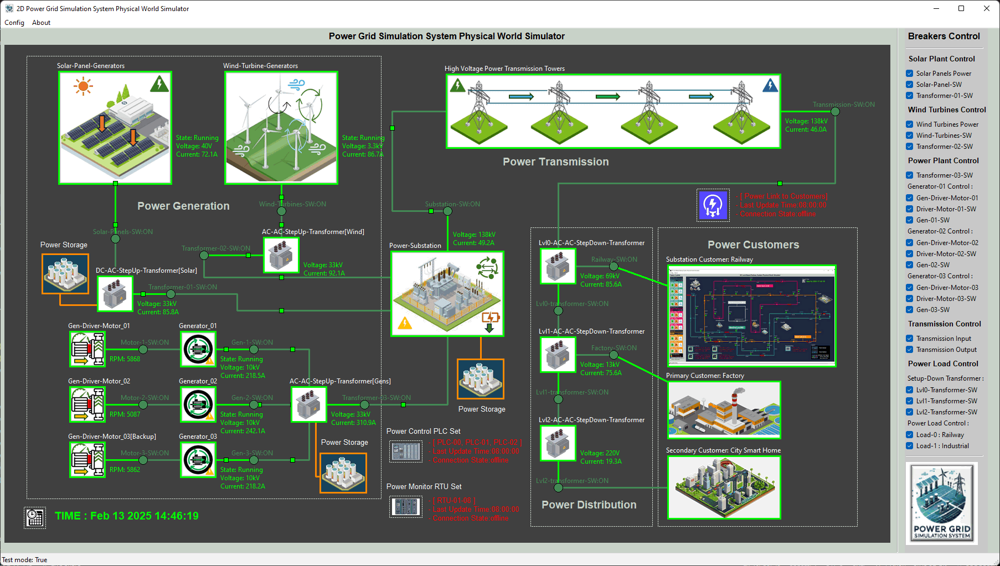 2D Power Grid Simulation System Physical World Simulator
Config About
Power Grid Simulation System Physical World Simulator
Solar-Panel-Generators
State: Running
Voltage: 40V
Current: 72.1A
Wind-Turbine-Generators
State: Running
Voltage: 3.3kV
Current: 86.7A
Power Generation
Solar-Panels-SW:ON
Wind-Turbines-SW:ON
AC-AC-StepUp-Transformer[Wind]
Transformer-02-SW:ON
Voltage: 33kV
Current: 92.1A
Power Storage
DC-AC-StepUp-Transformer[Solar]
Transformer-01-SW:ON
Voltage: 33kV
Current: 85.8A
Gen-Driver-Motor_01
Motor-1-SW:ON
RPM: 5868
Generator_01
Gen-1-SW:ON
State: Running
Voltage: 10kV
Current: 218.5A
Gen-Driver-Motor_02
Motor-2-SW:ON
RPM: 5087
Generator_02
Gen-2-SW:ON
State: Running
Voltage: 10kV
Current: 242.1A
AC-AC-StepUp-Transformer[Gens]
Transformer-03-SW:ON
Voltage: 33kV
Current: 310.9A
Gen-Driver-Motor_03[Backup]
Motor-3-SW:ON
RPM: 5862
Generator_03
Gen-3-SW:ON
State: Running
Voltage: 10kV
Current: 218.2A
Power Storage
TIME : Feb 13 2025 14:46:19
High Voltage Power Transmission Towers
Transmission-SW:ON
Voltage: 138kV
Current: 46.0A
Power Transmission
Substation-SW:ON
Voltage: 138kV
Current: 49.2A
Power-Substation
Power Storage
Power Control PLC Set
- [ PLC-00, PLC-01, PLC-02 ]
- Last Update Time:08:00:00
- Connection State:offline
Power Monitor RTU Set
- [ RTU-01-08 ]
- Last Update Time:08:00:00
- Connection State:offline
- [ Power Link to Customers]
- Last Update Time:08:00:00
- Connection State:offline
Lvl0-AC-AC-StepDown-Transformer
Railway-SW:ON
Voltage: 69kV
Current: 85.6A
Lvl0-transformer-SW:ON
Lvl1-AC-AC-StepDown-Transformer
Factory-SW:ON
Voltage: 13kV
Current: 75.6A
Lvl1-transformer-SW:ON
Lvl2-AC-AC-StepDown-Transformer
Voltage: 220V
Current: 19.3A
Lvl2-transformer-SW:ON
Power Distribution
Power Customers
Substation Customer: Railway
Primary Customer: Factory
Secondary Customer: City Smart Home
Breakers Control
Solar Plant Control
Solar Panels Power
Solar-Panel-SW
Transformer-01-SW
Wind Turbines Control
Wind Turbines Power
Wind-Turbines-SW
Transformer-02-SW
Power Plant Control
Transformer-03-SW
Generator-01 Control :
Gen-Driver-Motor-01
Driver-Motor-01-SW
Gen-01-SW
Generator-02 Control :
Gen-Driver-Motor-02
Driver-Motor-02-SW
Gen-02-SW
Generator-03 Control :
Gen-Driver-Motor-03
Driver-Motor-03-SW
Gen-03-SW
Transmission Control
Transmission Input
Transmission Output
Power Load Control
Setup-Down Transformer :
Lvl0-Transformer-SW
Lvl1-Transformer-SW
Lvl2-Transformer-SW
Power Load Control :
Load-0 : Railway
Load-1 : Industrial
POWER GRID
SIMULATION SYSTEM
Test mode: True